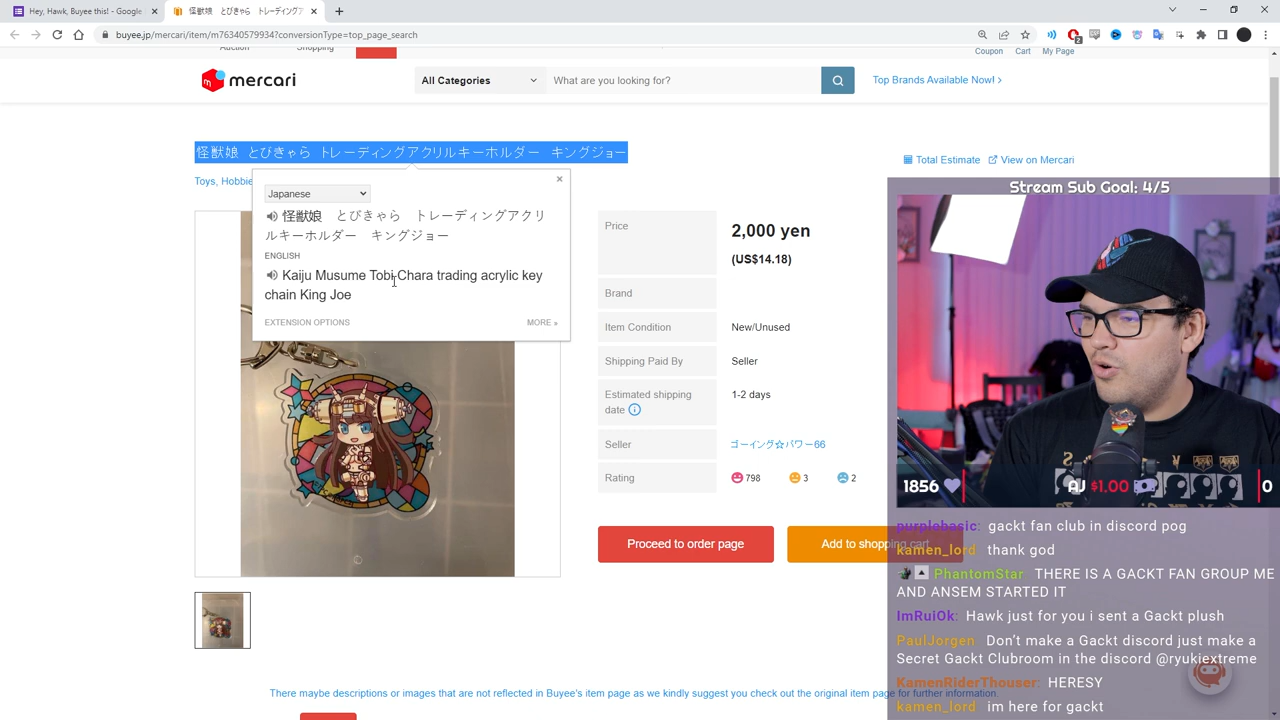 Hey, Hawk, Buyee this! -
怪獣娘　とびきゃら　トレーディングア
buyee.jp/mercari/item/m76340579934?conversionType=top_page_search
2
Auction
Shopping
Coupon
Cart
My Page
mercari
All Categories
What are you looking for?
Top Brands Available Now! ›
怪獣娘　とびきゃら　トレーディングアクリルキーホルダー　キングジョー
Total Estimate
View on Mercari
Toys, Hobbie
Japanese
怪獣娘　とびきゃら　トレーディングアクリ
ルキーホルダー　キングジョー
ENGLISH
Kaiju Musume Tobi-Chara trading acrylic key
chain King Joe
EXTENSION OPTIONS
MORE »
Price
2,000 yen
(US$14.18)
Brand
Item Condition
New/Unused
Shipping Paid By
Seller
Estimated shipping
date
1-2 days
Seller
ゴーイング☆パワー66
Rating
798
3
2
Proceed to order page
Add to shopping cart
There maybe descriptions or images that are not reflected in Buyee's item page as we kindly suggest you check out the original item page for further information.
Stream Sub Goal: 4/5
1856
AJ $1.00
0
purplebasic: gackt fan club in discord pog
kamen_lord thank god
PhantomStar THERE IS A GACKT FAN GROUP ME
AND ANSEM STARTED IT
ImRuiOk: Hawk just for you i sent a Gackt plush
PaulJorgen Don't make a Gackt discord just make a
Secret Gackt Clubroom in the discord @ryukiextreme
KamenRiderThouser: HERESY
kamen_lord im here for gackt